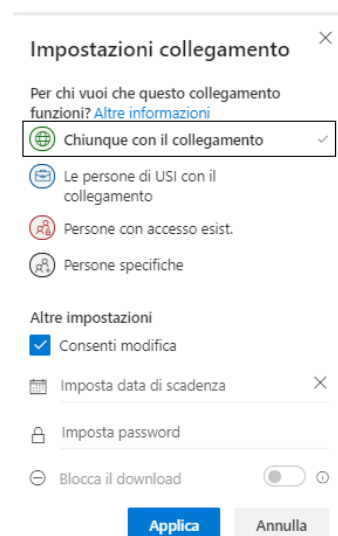 Impostazioni collegamento
Per chi vuoi che questo collegamento
funzioni? Altre informazioni
Chiunque con il collegamento
Le persone di USI con il
collegamento
Persone con accesso esist.
Persone specifiche
Altre impostazioni
Consenti modifica
Imposta data di scadenza
Imposta password
Blocca il download
Applica Annulla